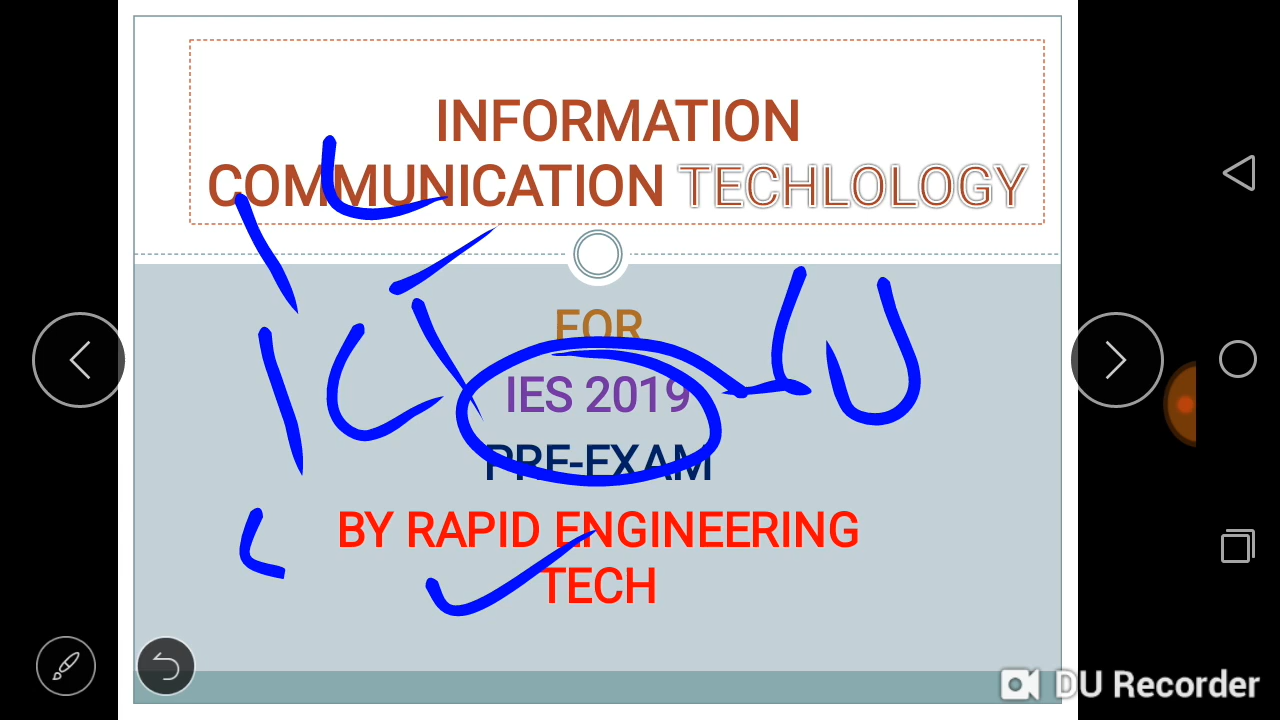 INFORMATION
COMMUNICATION TECHLOLOGY
FOR
IES 2019
PRE-EXAM
BY RAPID ENGINEERING
TECH
DU Recorder